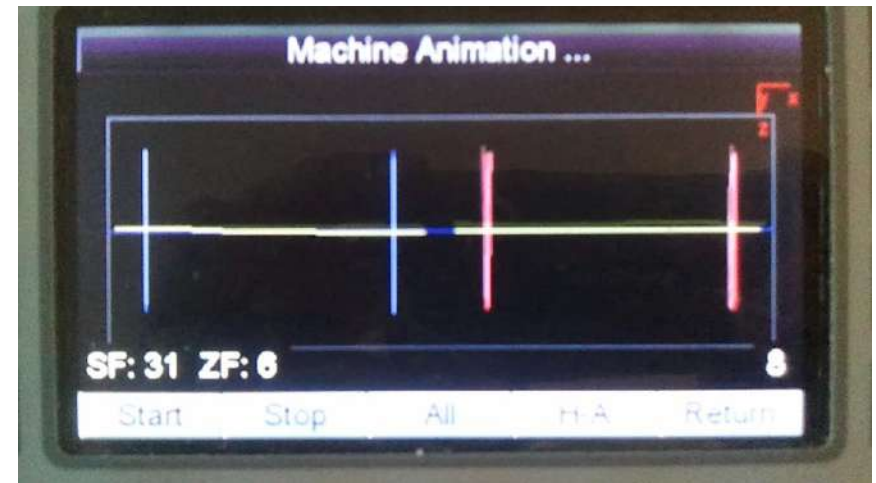 Machine Animation ...
y x
z
SF: 31 ZF: 6 8
Start Stop All H-A Return